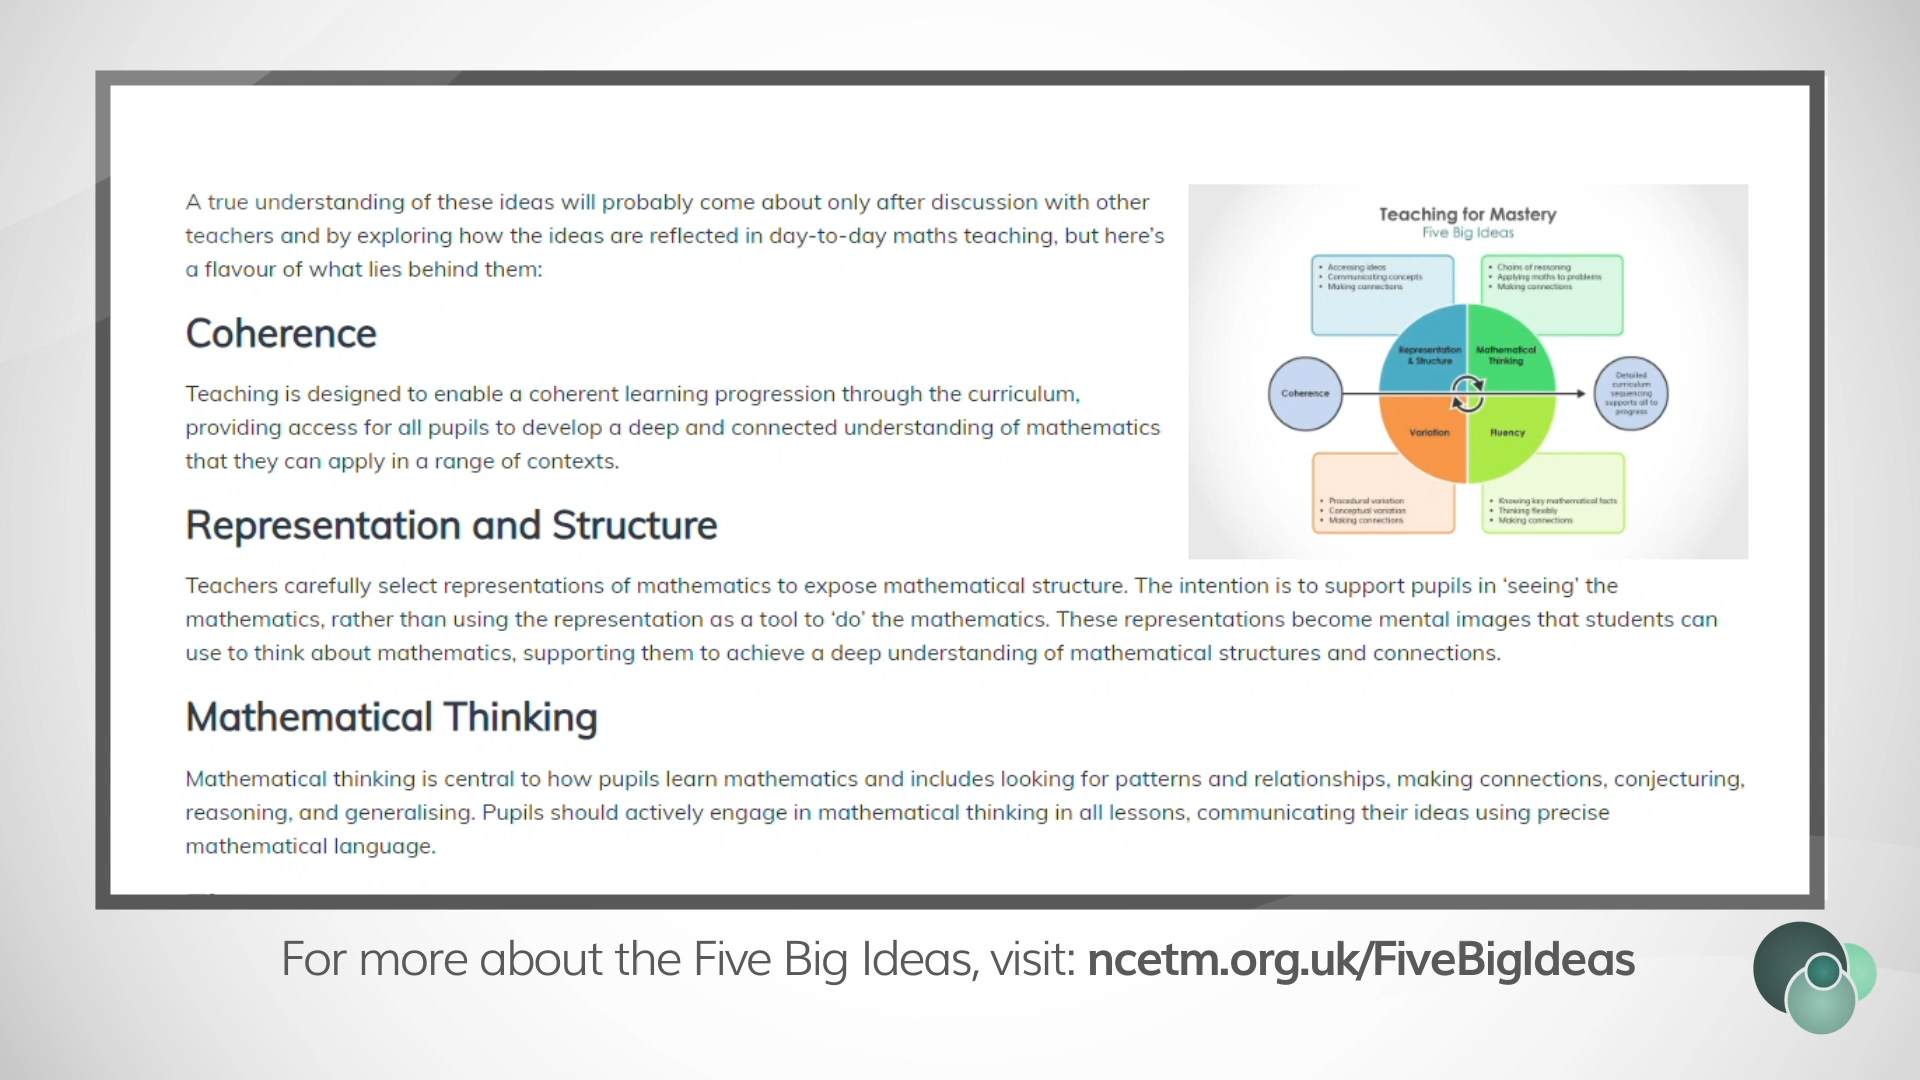 A true understanding of these ideas will probably come about only after discussion with other
teachers and by exploring how the ideas are reflected in day-to-day maths teaching, but here’s
a flavour of what lies behind them:
Coherence
Teaching is designed to enable a coherent learning progression through the curriculum,
providing access for all pupils to develop a deep and connected understanding of mathematics
that they can apply in a range of contexts.
Teaching for Mastery
Five Big Ideas
• Accessing ideas
• Communicating concepts
• Making connections
• Chains of reasoning
• Applying maths to problems
• Making connections
Representation
& Structure
Mathematical
Thinking
Coherence
Detailed
curriculum
sequencing
supports all to
progress
Variation
Fluency
• Procedural variation
• Conceptual variation
• Making connections
• Knowing key mathematical facts
• Thinking flexibly
• Making connections
Representation and Structure
Teachers carefully select representations of mathematics to expose mathematical structure. The intention is to support pupils in ‘seeing’ the
mathematics, rather than using the representation as a tool to ‘do’ the mathematics. These representations become mental images that students can
use to think about mathematics, supporting them to achieve a deep understanding of mathematical structures and connections.
Mathematical Thinking
Mathematical thinking is central to how pupils learn mathematics and includes looking for patterns and relationships, making connections, conjecturing,
reasoning, and generalising. Pupils should actively engage in mathematical thinking in all lessons, communicating their ideas using precise
mathematical language.
For more about the Five Big Ideas, visit: ncetm.org.uk/FiveBigIdeas